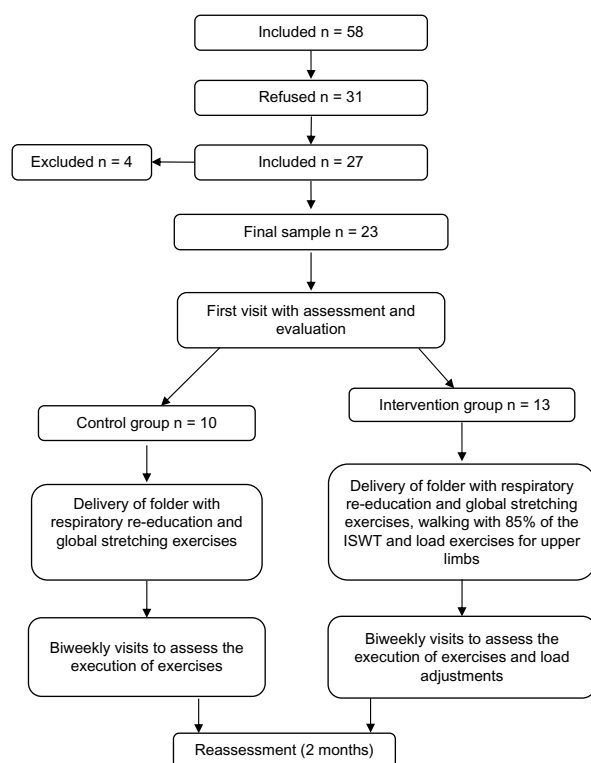 Included n = 58
Refused n = 31
Excluded n = 4
Included n = 27
Final sample n = 23
First visit with assessment and
evaluation
Control group n = 10
Intervention group n = 13
Delivery of folder with
respiratory re-education and
global stretching exercises
Delivery of folder with respiratory
re-education and global stretching
exercises, walking with 85% of the
ISWT and load exercises for upper
limbs
Biweekly visits to assess the
execution of exercises
Biweekly visits to assess the
execution of exercises and load
adjustments
Reassessment (2 months)